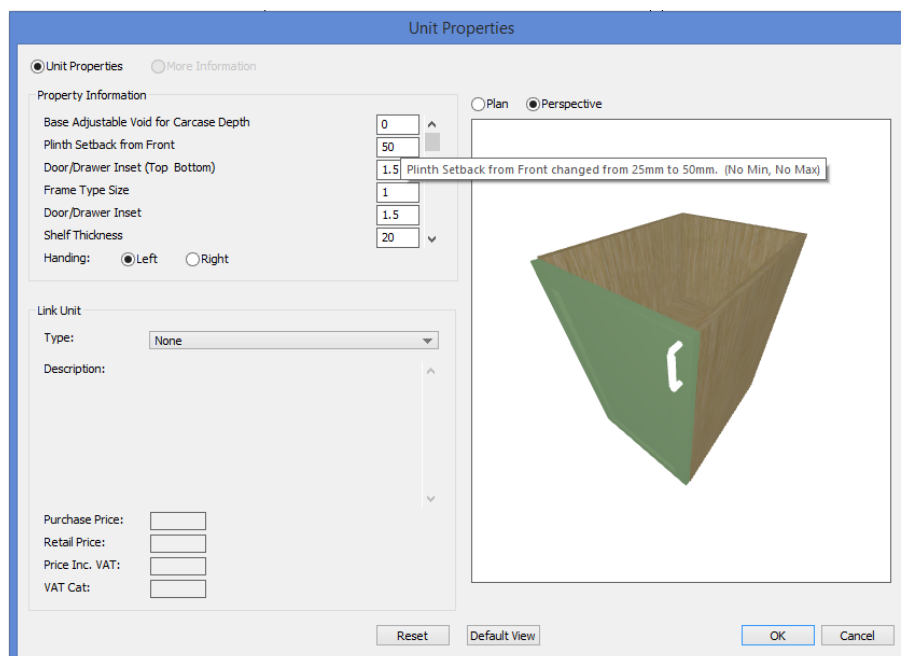 Unit Properties
Unit Properties More Information
Property Information
Plan Perspective
Base Adjustable Void for Carcase Depth 0
Plinth Setback from Front 50
Door/Drawer Inset (Top Bottom) 1.5
Plinth Setback from Front changed from 25mm to 50mm. (No Min, No Max)
Frame Type Size 1
Door/Drawer Inset 1.5
Shelf Thickness 20
Handing: Left Right
Link Unit
Type: None
Description:
Purchase Price:
Retail Price:
Price Inc. VAT:
VAT Cat:
Reset Default View OK Cancel